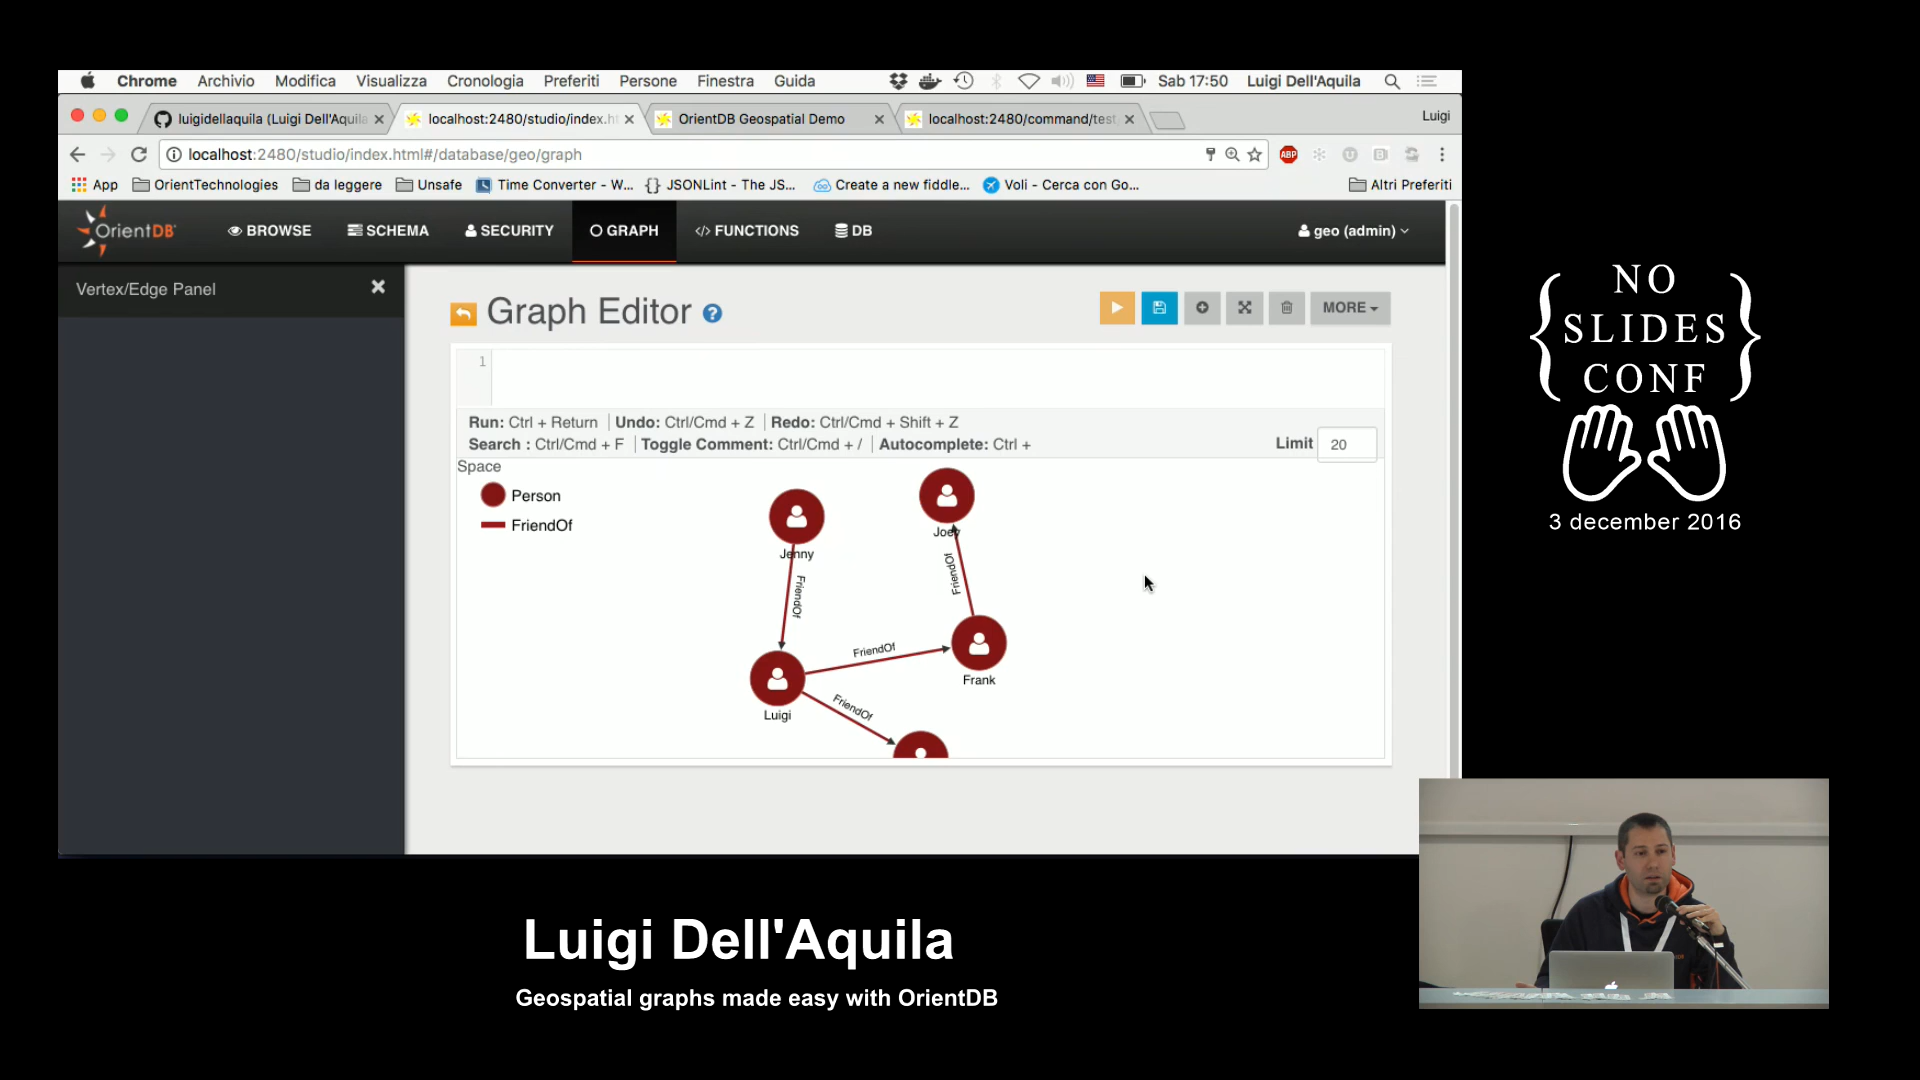 Chrome Archivio Modifica Visualizza Cronologia Preferiti Persone Finestra Guida Sab 17:50 Luigi Dell'Aquila
luigidellaquila (Luigi Dell'Aquila localhost:2480/studio/index.h OrientDB Geospatial Demo localhost:2480/command/test Luigi
localhost:2480/studio/index.html#/database/geo/graph ABP
App OrientTechnologies da leggere Unsafe Time Converter - W... JSONLint - The JS... Create a new fiddle... Voli - Cerca con Go... Altri Preferiti
OrientDB BROWSE SCHEMA SECURITY GRAPH FUNCTIONS DB geo (admin)
Vertex/Edge Panel
Graph Editor ? MORE
1
Run: Ctrl + Return Undo: Ctrl/Cmd + Z Redo: Ctrl/Cmd + Shift + Z
Search : Ctrl/Cmd + F Toggle Comment: Ctrl/Cmd + / Autocomplete: Ctrl +
Space
Limit 20
Person
FriendOf
Jenny
Joey
FriendOf
FriendOf
FriendOf
Frank
FriendOf
Luigi
NO
SLIDES
CONF
3 december 2016
Luigi Dell'Aquila
Geospatial graphs made easy with OrientDB